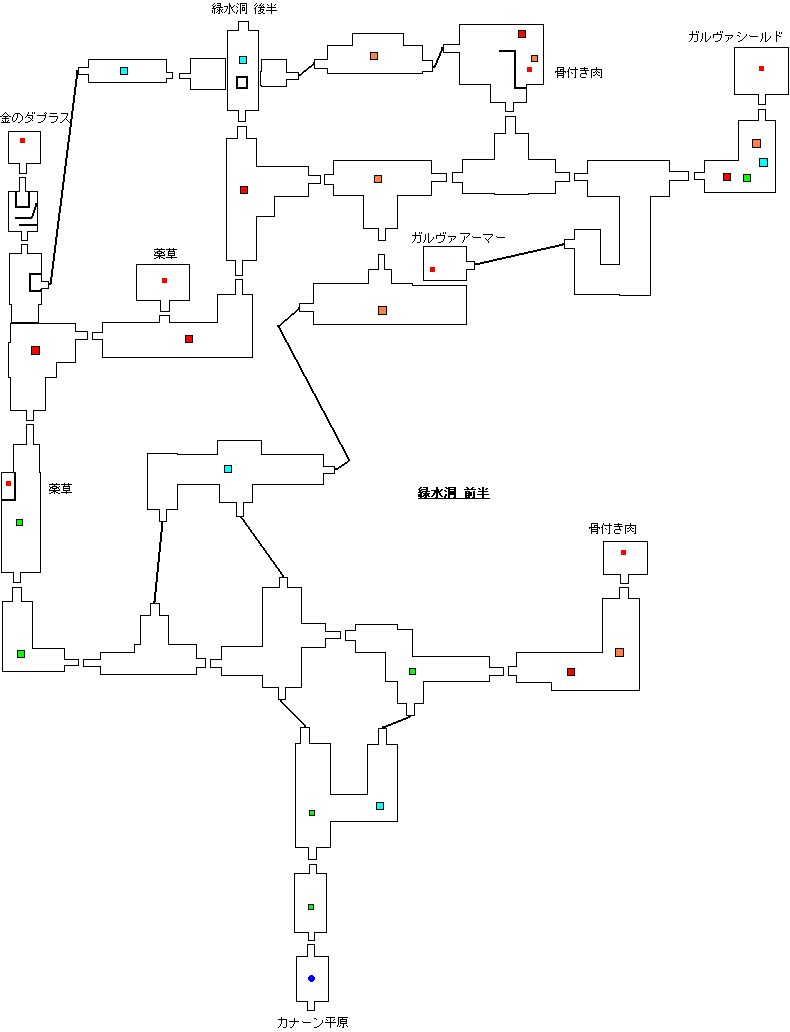 緑水洞 後半
ガルヴァシールド
骨付き肉
金のダプラス
ガルヴァアーマー
薬草
薬草
緑水洞 前半
骨付き肉
カナーン平原